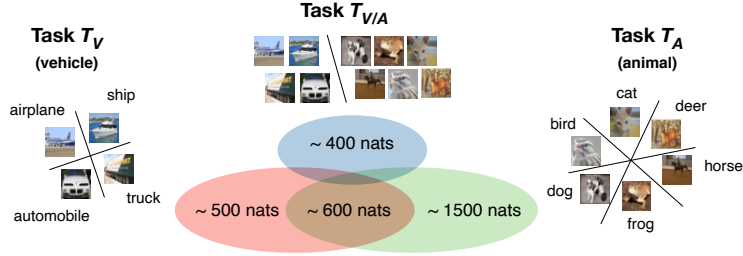 Task T_V/A
Task T_V
(vehicle)
airplane
ship
automobile
truck
~ 400 nats
~ 500 nats
~ 600 nats
~ 1500 nats
Task T_A
(animal)
cat
deer
bird
horse
dog
frog